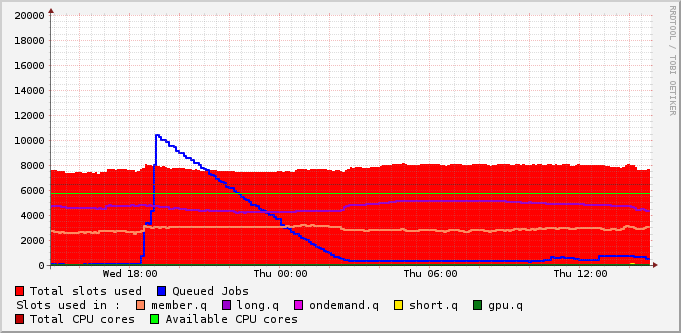 20000
18000
16000
14000
12000
10000
8000
6000
4000
2000
0
Wed 18:00 Thu 00:00 Thu 06:00 Thu 12:00
RRDTOOL / TOBI OETIKER
Total slots used Queued Jobs
Slots used in : member.q long.q ondemand.q short.q gpu.q
Total CPU cores Available CPU cores